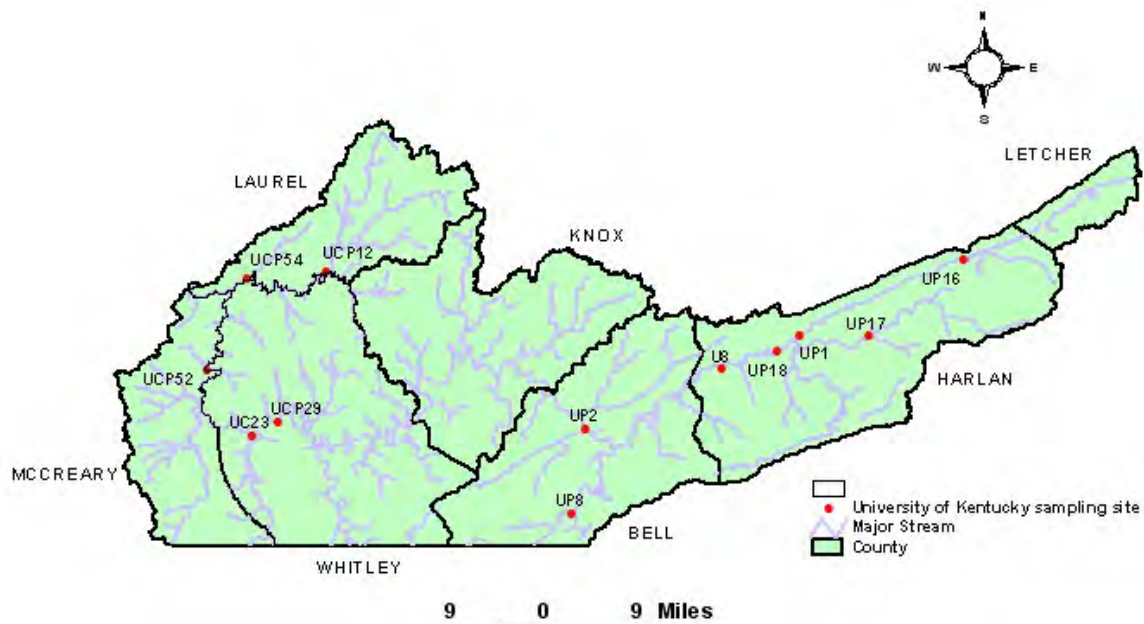 N
W E
S
LETCHER
LAUREL
KNOX
UCP54
UCP12
UP16
UP17
U8
UP18
UP1
HARLAN
UCP52
UCP29
UC23
UP2
MCCREARY
UP8
BELL
WHITLEY
University of Kentucky sampling site
Major Stream
County
9 0 9 Miles